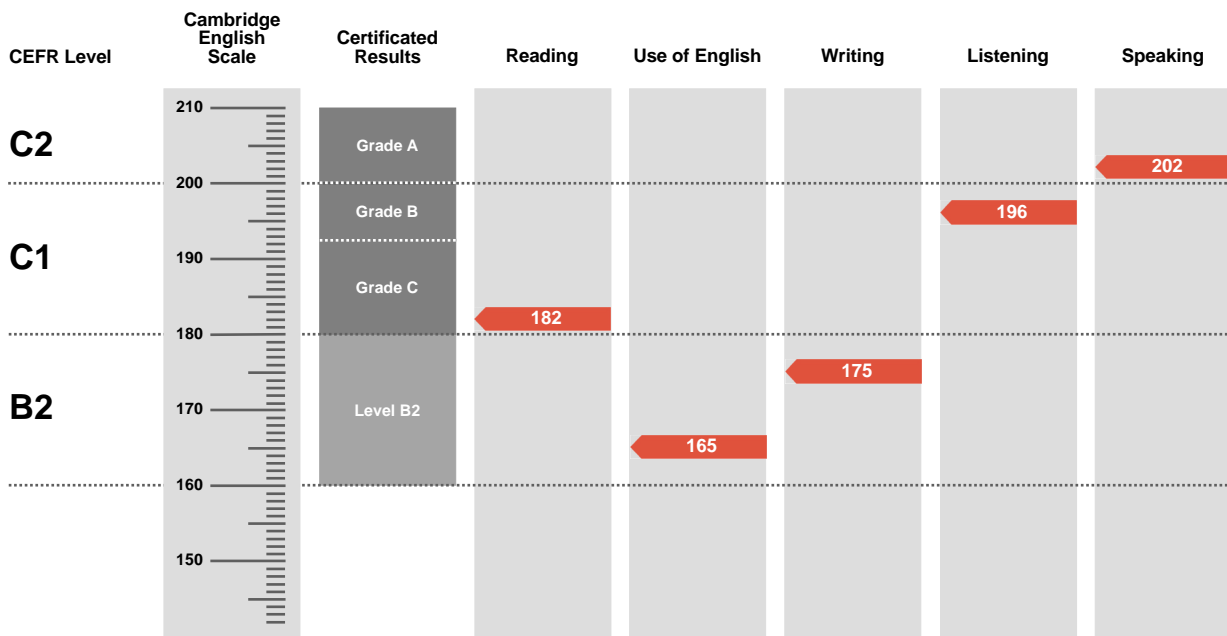 CEFR Level
Cambridge
English
Scale
Certificated
Results
Reading
Use of English
Writing
Listening
Speaking
210
C2
Grade A
202
200
Grade B
196
C1
190
Grade C
182
180
175
B2
170
Level B2
165
160
150